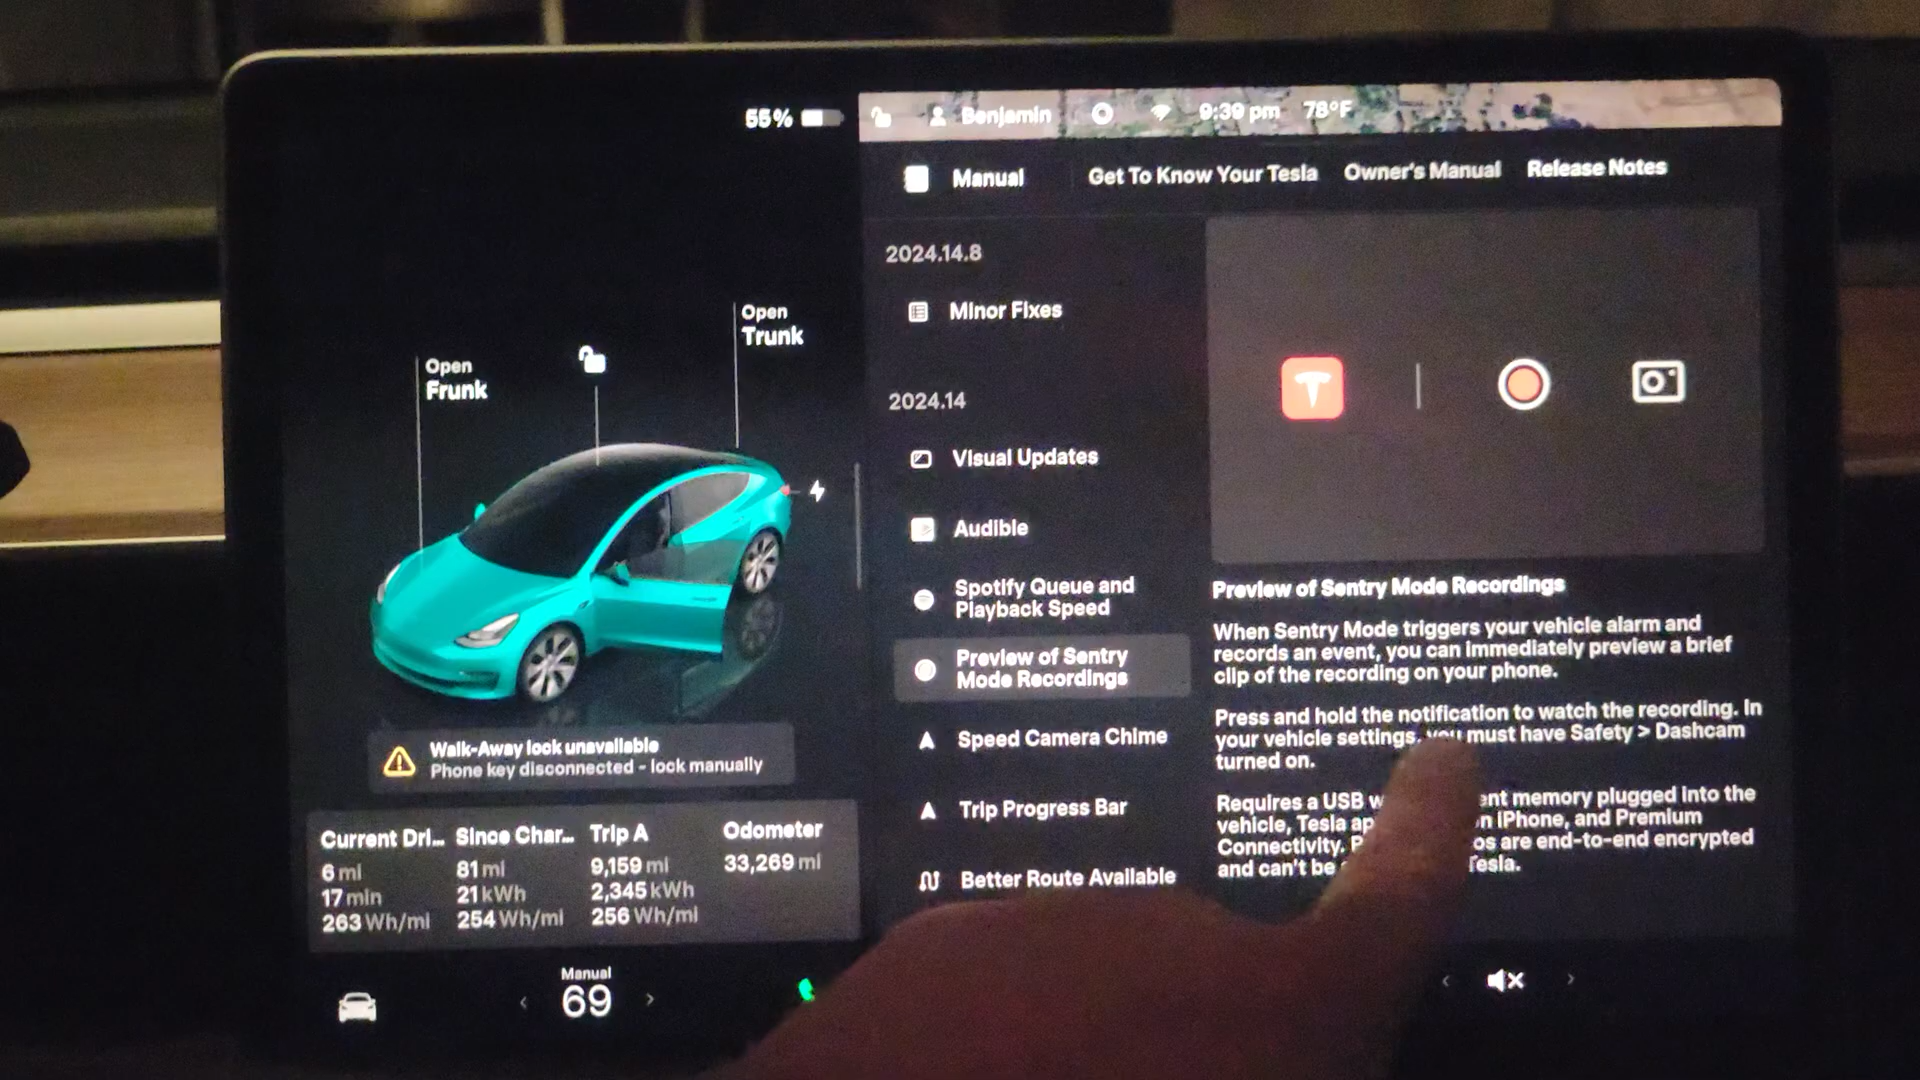 55%
Benjamin
9:39 pm
78°F
Manual
Get To Know Your Tesla
Owner's Manual
Release Notes
2024.14.8
Minor Fixes
2024.14
Visual Updates
Audible
Spotify Queue and
Playback Speed
Preview of Sentry
Mode Recordings
Speed Camera Chime
Trip Progress Bar
Better Route Available
Preview of Sentry Mode Recordings
When Sentry Mode triggers your vehicle alarm and
records an event, you can immediately preview a brief
clip of the recording on your phone.
Press and hold the notification to watch the recording. In
your vehicle settings, you must have Safety > Dashcam
turned on.
Requires a USB memory plugged into the
vehicle, Tesla iPhone, and Premium
Connectivity. are end-to-end encrypted
and can't be Tesla.
Open
Trunk
Open
Frunk
Walk-Away lock unavailable
Phone key disconnected - lock manually
Current Dri... Since Char... Trip A Odometer
6 mi 81 mi 9,159 mi 33,269 mi
17 min 21 kWh 2,345 kWh
263 Wh/mi 254 Wh/mi 256 Wh/mi
Manual
69